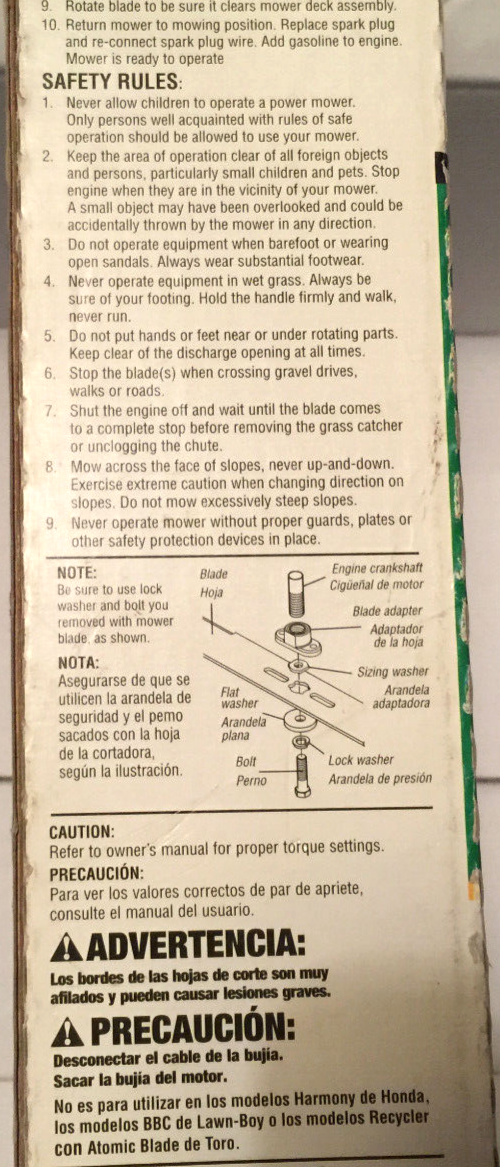 9. Rotate blade to be sure it clears mower deck assembly.
10. Return mower to mowing position. Replace spark plug
and re-connect spark plug wire. Add gasoline to engine.
Mower is ready to operate
SAFETY RULES:
1. Never allow children to operate a power mower.
Only persons well acquainted with rules of safe
operation should be allowed to use your mower.
2. Keep the area of operation clear of all foreign objects
and persons, particularly small children and pets. Stop
engine when they are in the vicinity of your mower.
A small object may have been overlooked and could be
accidentally thrown by the mower in any direction.
3. Do not operate equipment when barefoot or wearing
open sandals. Always wear substantial footwear.
4. Never operate equipment in wet grass. Always be
sure of your footing. Hold the handle firmly and walk,
never run.
5. Do not put hands or feet near or under rotating parts.
Keep clear of the discharge opening at all times.
6. Stop the blade(s) when crossing gravel drives,
walks or roads.
7. Shut the engine off and wait until the blade comes
to a complete stop before removing the grass catcher
or unclogging the chute.
8. Mow across the face of slopes, never up-and-down.
Exercise extreme caution when changing direction on
slopes. Do not mow excessively steep slopes.
9. Never operate mower without proper guards, plates or
other safety protection devices in place.
NOTE:
Be sure to use lock
washer and bolt you
removed with mower
blade, as shown.
NOTA:
Asegurarse de que se
utilicen la arandela de
seguridad y el pemo
sacados con la hoja
de la cortadora,
según la ilustración.
Blade
Hoja
Engine crankshaft
Cigüeñal de motor
Blade adapter
Adaptador
de la hoja
Sizing washer
Arandela
adaptadora
Flat
washer
Arandela
plana
Bolt
Perno
Lock washer
Arandela de presión
CAUTION:
Refer to owner's manual for proper torque settings.
PRECAUCIÓN:
Para ver los valores correctos de par de apriete,
consulte el manual del usuario.
ADVERTENCIA:
Los bordes de las hojas de corte son muy
afilados y pueden causar lesiones graves.
PRECAUCIÓN:
Desconectar el cable de la bujía.
Sacar la bujía del motor.
No es para utilizar en los modelos Harmony de Honda,
los modelos BBC de Lawn-Boy o los modelos Recycler
con Atomic Blade de Toro.